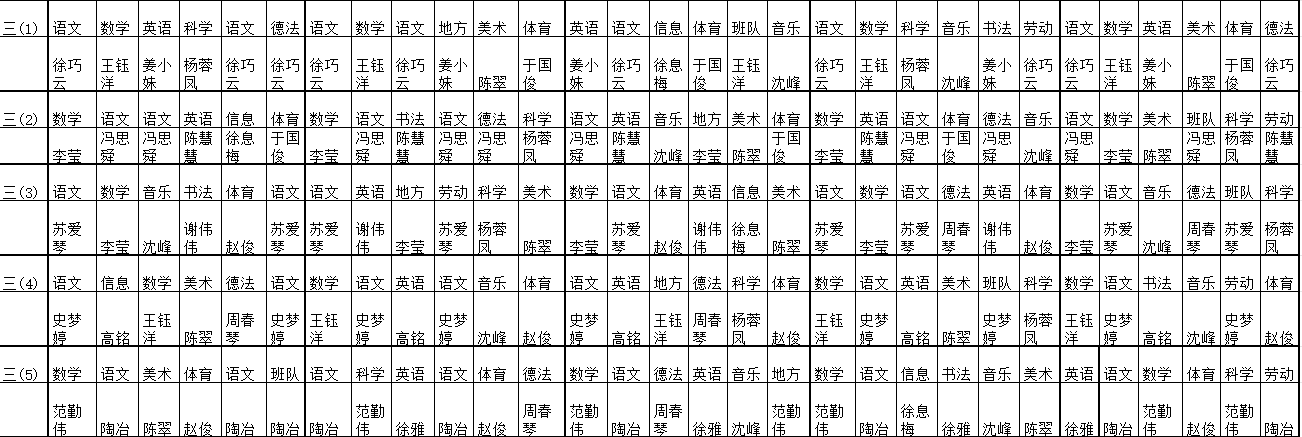 三(1) 语文 数学 英语 科学 语文 德法 语文 数学 语文 地方 美术 体育 英语 语文 信息 体育 班队 音乐 语文 数学 科学 音乐 书法 劳动 语文 数学 英语 美术 体育 德法
徐巧云 王钰洋 姜小妹 杨蓉凤 徐巧云 徐巧云 徐巧云 王钰洋 徐巧云 姜小妹 陈翠 于国俊 姜小妹 徐巧云 徐息梅 于国俊 王钰洋 沈峰 徐巧云 王钰洋 杨蓉凤 沈峰 姜小妹 徐巧云 徐巧云 王钰洋 姜小妹 陈翠 于国俊 徐巧云
三(2) 数学 语文 语文 英语 信息 体育 数学 语文 书法 语文 德法 科学 语文 英语 音乐 地方 美术 体育 数学 英语 语文 体育 德法 音乐 语文 数学 美术 班队 科学 劳动
李莹 冯思舜 冯思舜 陈慧慧 徐息梅 于国俊 李莹 冯思舜 陈慧慧 冯思舜 冯思舜 杨蓉凤 冯思舜 陈慧慧 沈峰 李莹 陈翠 于国俊 李莹 陈慧慧 冯思舜 于国俊 冯思舜 沈峰 冯思舜 李莹 陈翠 冯思舜 杨蓉凤 陈慧慧
三(3) 语文 数学 音乐 书法 体育 语文 语文 英语 地方 劳动 科学 美术 数学 语文 体育 英语 信息 美术 语文 数学 语文 德法 英语 体育 数学 语文 音乐 德法 班队 科学
苏爱琴 李莹 沈峰 谢伟伟 赵俊 苏爱琴 苏爱琴 谢伟伟 李莹 苏爱琴 杨蓉凤 陈翠 李莹 苏爱琴 赵俊 谢伟伟 徐息梅 陈翠 苏爱琴 李莹 苏爱琴 周春琴 谢伟伟 赵俊 李莹 苏爱琴 沈峰 周春琴 苏爱琴 杨蓉凤
三(4) 语文 信息 数学 美术 德法 语文 数学 语文 英语 语文 音乐 体育 语文 英语 地方 德法 科学 体育 数学 语文 英语 美术 班队 科学 数学 语文 书法 音乐 劳动 体育
史梦婷 高铭 王钰洋 陈翠 周春琴 史梦婷 王钰洋 史梦婷 高铭 史梦婷 沈峰 赵俊 史梦婷 高铭 王钰洋 周春琴 杨蓉凤 赵俊 王钰洋 史梦婷 高铭 陈翠 史梦婷 杨蓉凤 王钰洋 史梦婷 高铭 沈峰 史梦婷 赵俊
三(5) 数学 语文 美术 体育 语文 班队 语文 科学 英语 语文 体育 德法 数学 语文 德法 英语 音乐 地方 数学 语文 信息 书法 音乐 美术 英语 语文 数学 体育 科学 劳动
范勤伟 陶冶 陈翠 赵俊 陶冶 陶冶 陶冶 范勤伟 徐雅 陶冶 赵俊 周春琴 范勤伟 陶冶 周春琴 徐雅 沈峰 范勤伟 范勤伟 陶冶 徐息梅 徐雅 沈峰 陈翠 徐雅 陶冶 范勤伟 赵俊 范勤伟 陶冶